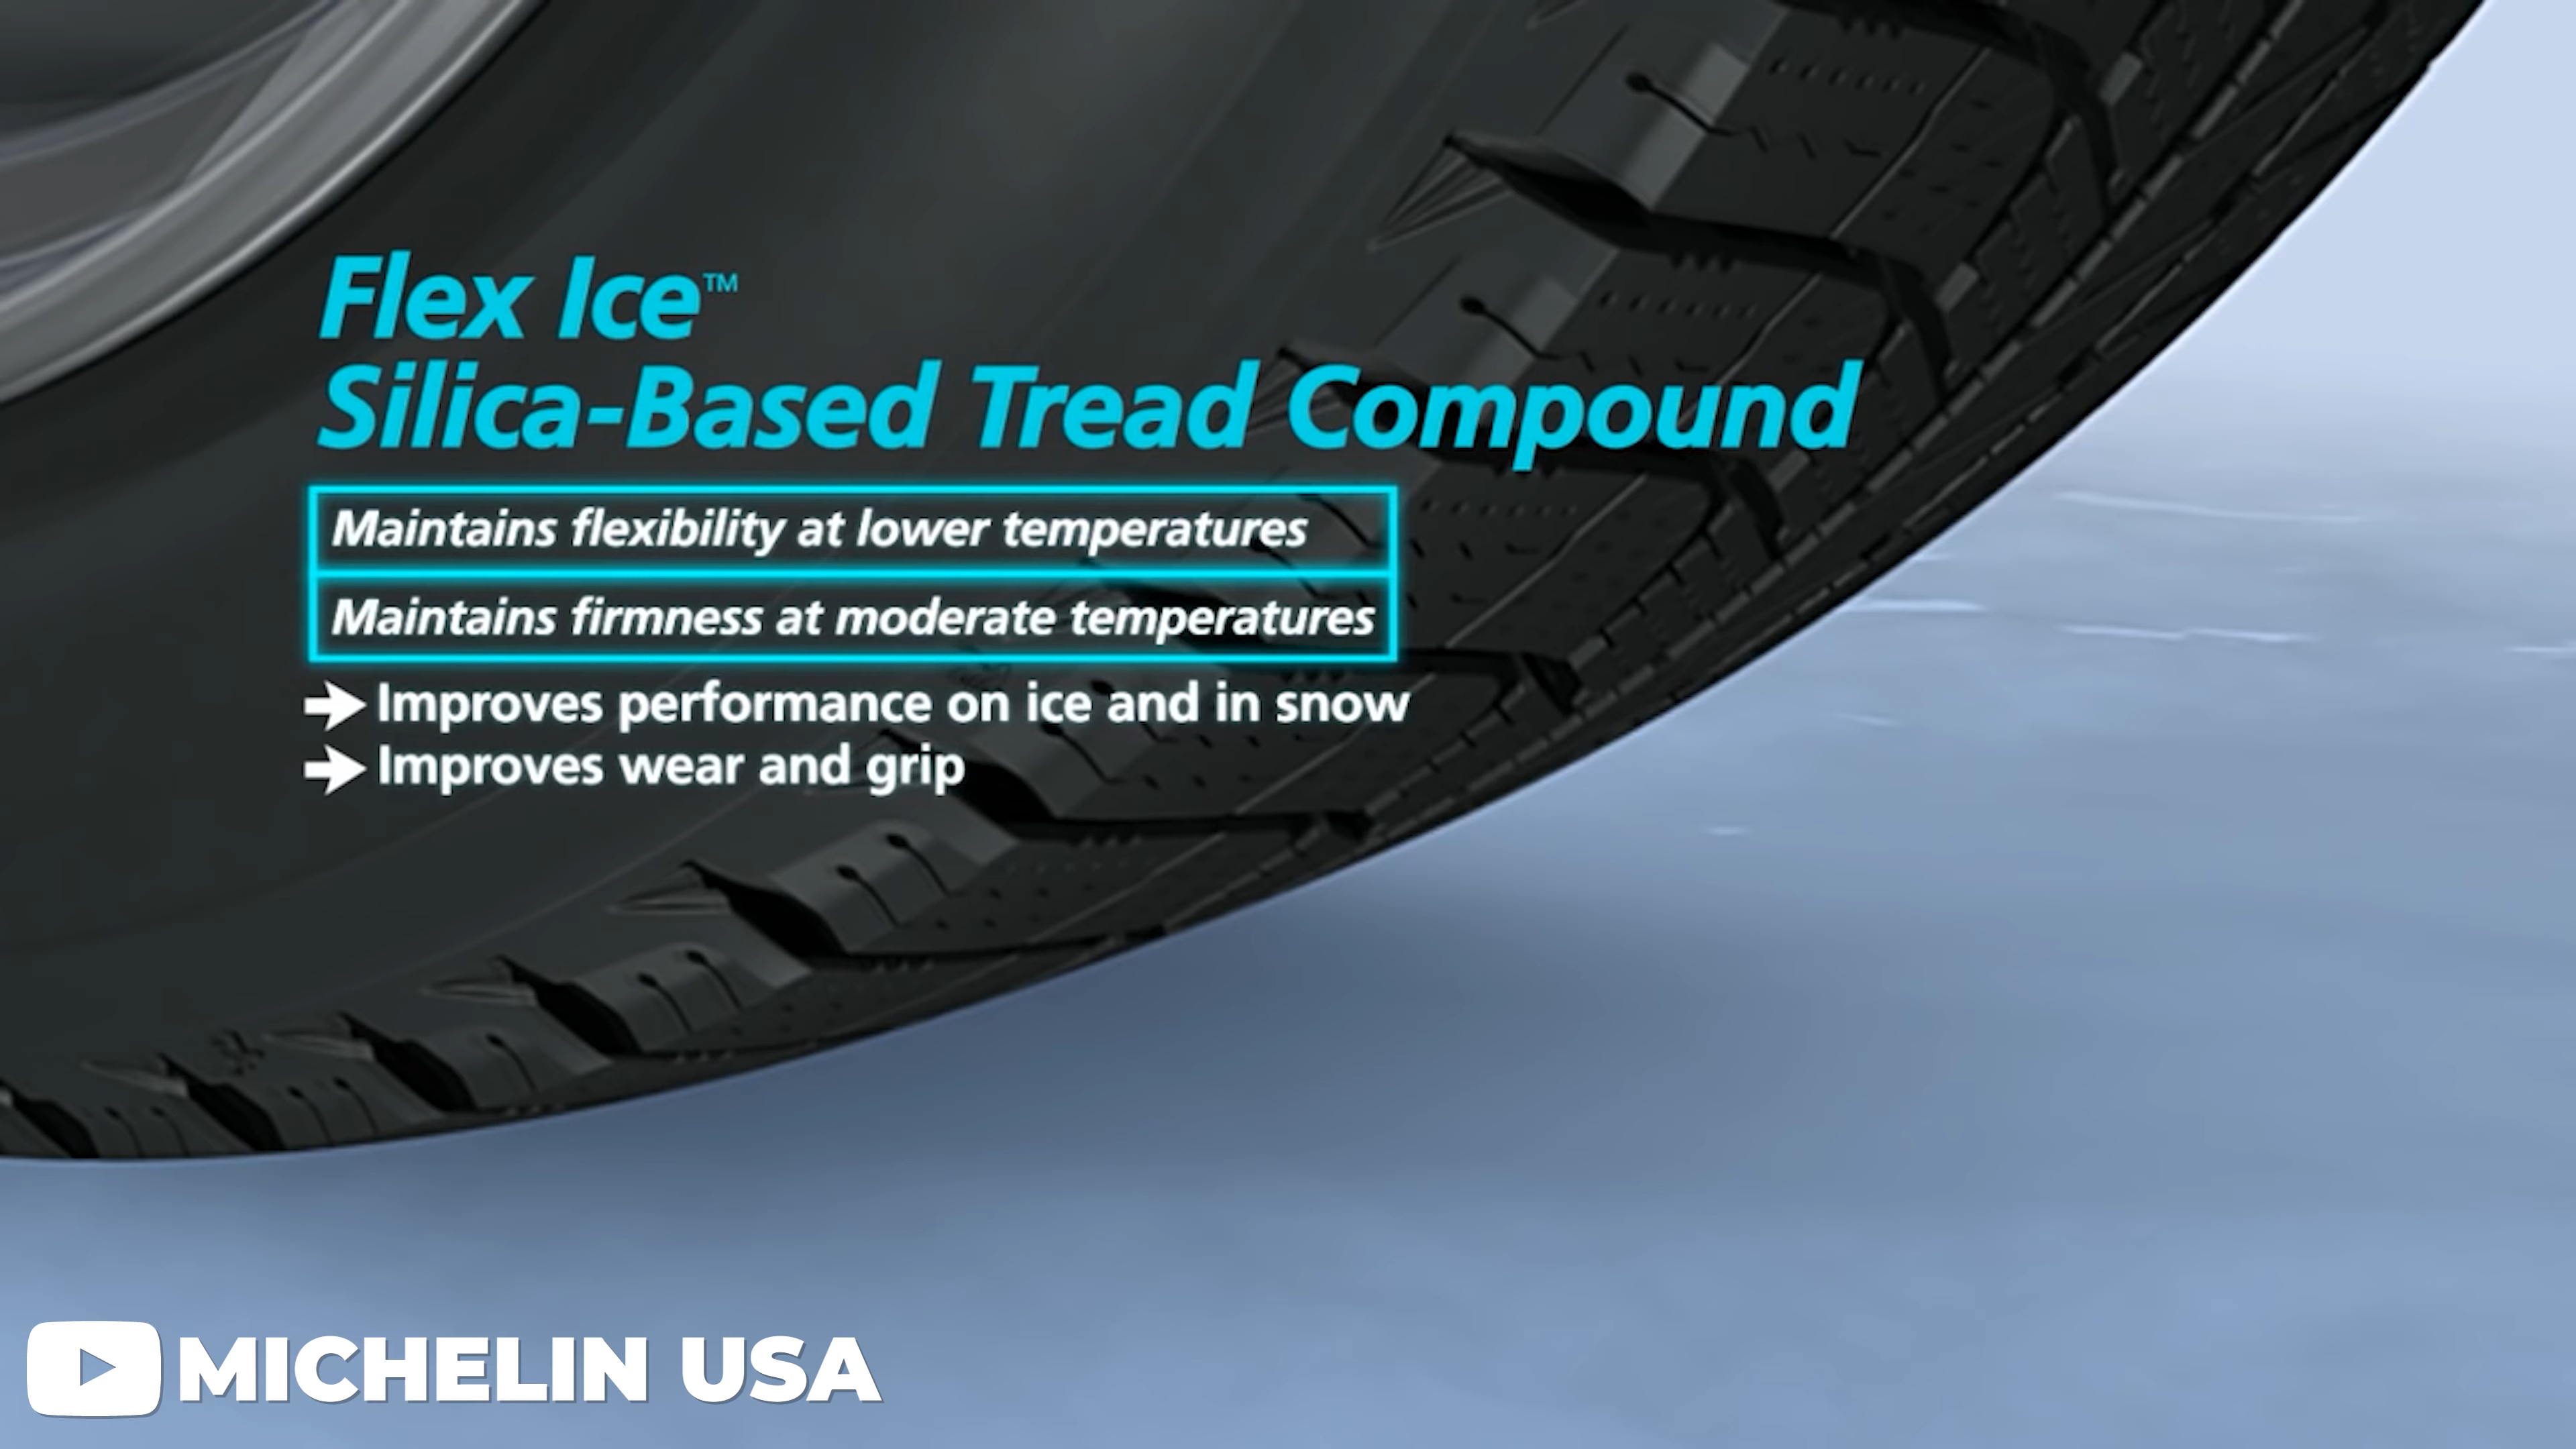 Flex Ice™
Silica-Based Tread Compound
Maintains flexibility at lower temperatures
Maintains firmness at moderate temperatures
Improves performance on ice and in snow
Improves wear and grip
MICHELIN USA